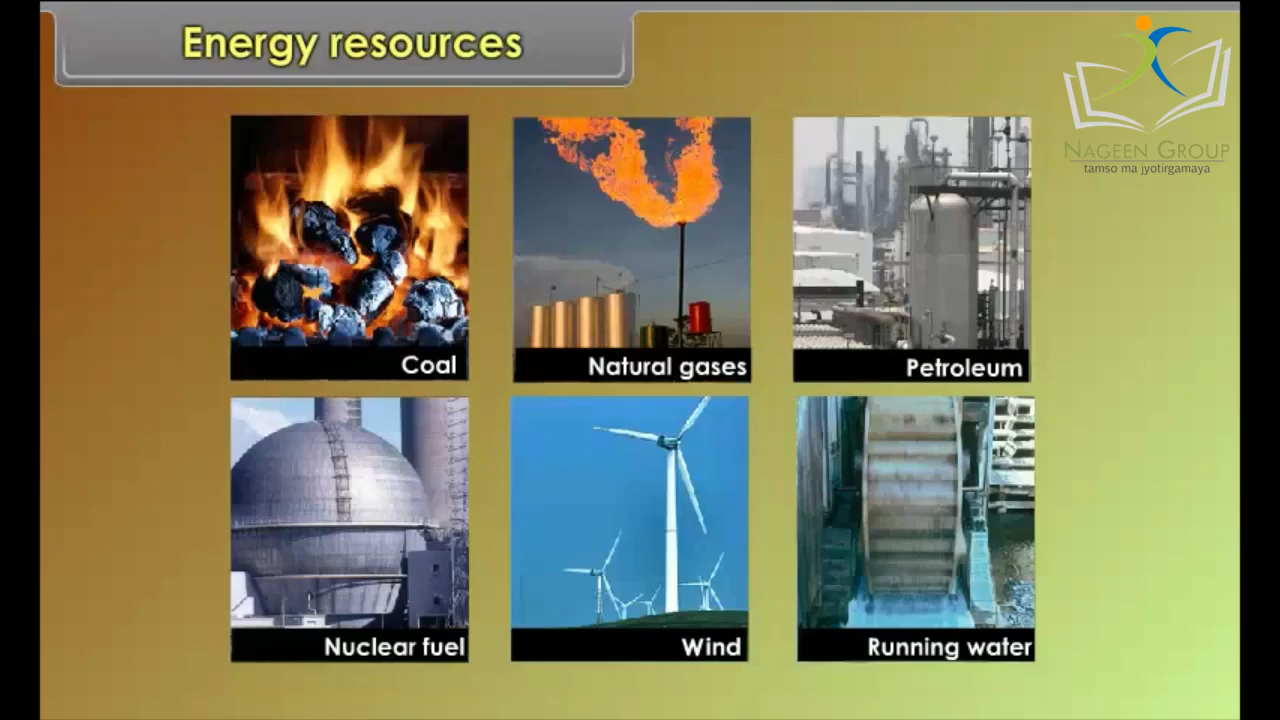 Energy resources
NAGEEN GROUP
tamso ma jyotirgamaya
Coal
Natural gases
Petroleum
Nuclear fuel
Wind
Running water